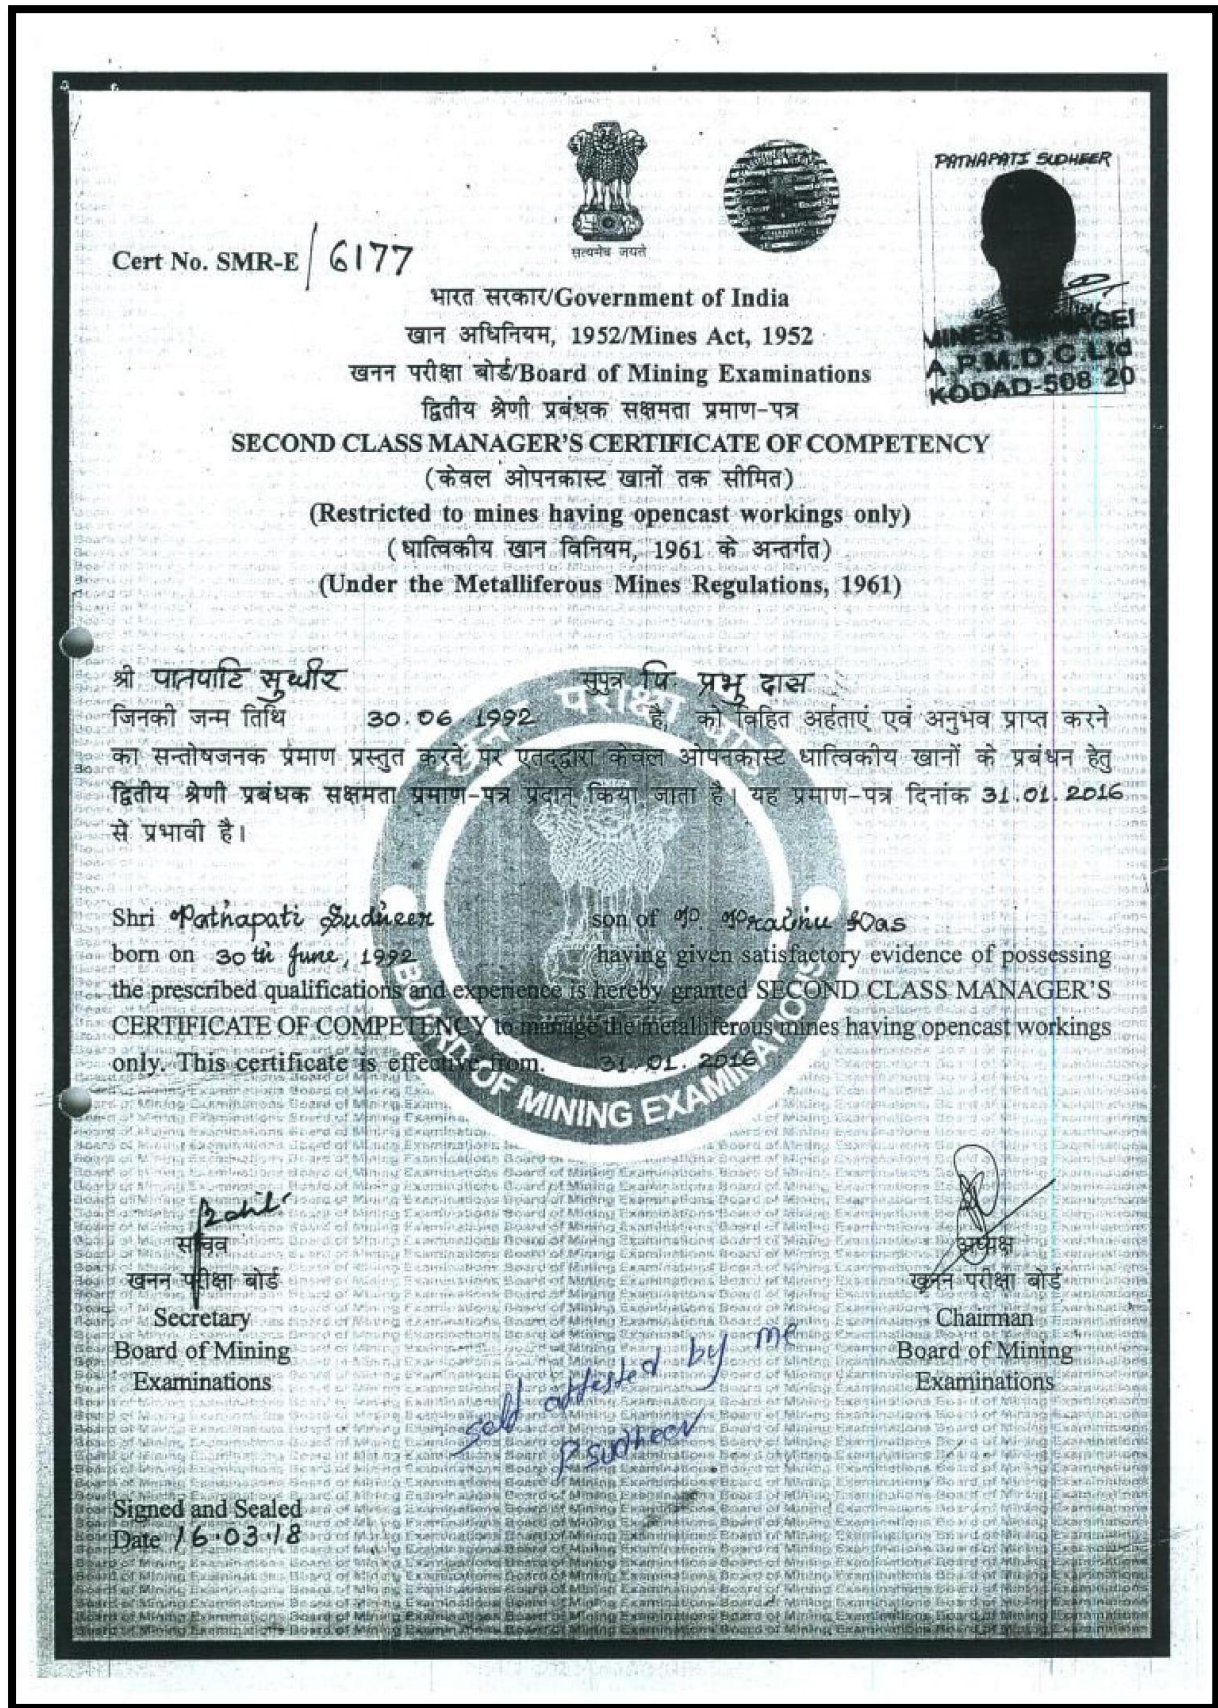 PATHAPATI SUDHEER
सत्यमेव जयते
Cert No. SMR-E/6177
MINES MANAGER
A.P.M.D.C.Ltd
KODAD-508 20
भारत सरकार/Government of India
खान अधिनियम, 1952/Mines Act, 1952
खनन परीक्षा बोर्ड/Board of Mining Examinations
द्वितीय श्रेणी प्रबंधक सक्षमता प्रमाण-पत्र
SECOND CLASS MANAGER'S CERTIFICATE OF COMPETENCY
(केवल ओपनकास्ट खानों तक सीमित)
(Restricted to mines having opencast workings only)
(धात्विकीय खान विनियम, 1961 के अन्तर्गत)
(Under the Metalliferous Mines Regulations, 1961)
श्री पातपाटि सुधीर सुपुत्र पि प्रभु दास
जिनकी जन्म तिथि 30.06.1992 है, को विहित अर्हताएं एवं अनुभव प्राप्त करने
का सन्तोषजनक प्रमाण प्रस्तुत करने पर एतद्द्वारा केवल ओपनकास्ट धात्विकीय खानों के प्रबंधन हेतु
द्वितीय श्रेणी प्रबंधक सक्षमता प्रमाण-पत्र प्रदान किया जाता है। यह प्रमाण-पत्र दिनांक 31.01.2016
से प्रभावी है।
Shri Pathapati Sudheer son of P. Prabhu Das
born on 30th June, 1992 having given satisfactory evidence of possessing
the prescribed qualifications and experience is hereby granted SECOND CLASS MANAGER'S
CERTIFICATE OF COMPETENCY to manage the metalliferous mines having opencast workings
only. This certificate is effective from. 31.01.2016
BOARD OF MINING EXAMINATIONS
सचिव
खनन परीक्षा बोर्ड
Secretary
Board of Mining
Examinations
अध्यक्ष
खनन परीक्षा बोर्ड
Chairman
Board of Mining
Examinations
self attested by me
P sudheer
Signed and Sealed
Date 16.03.18